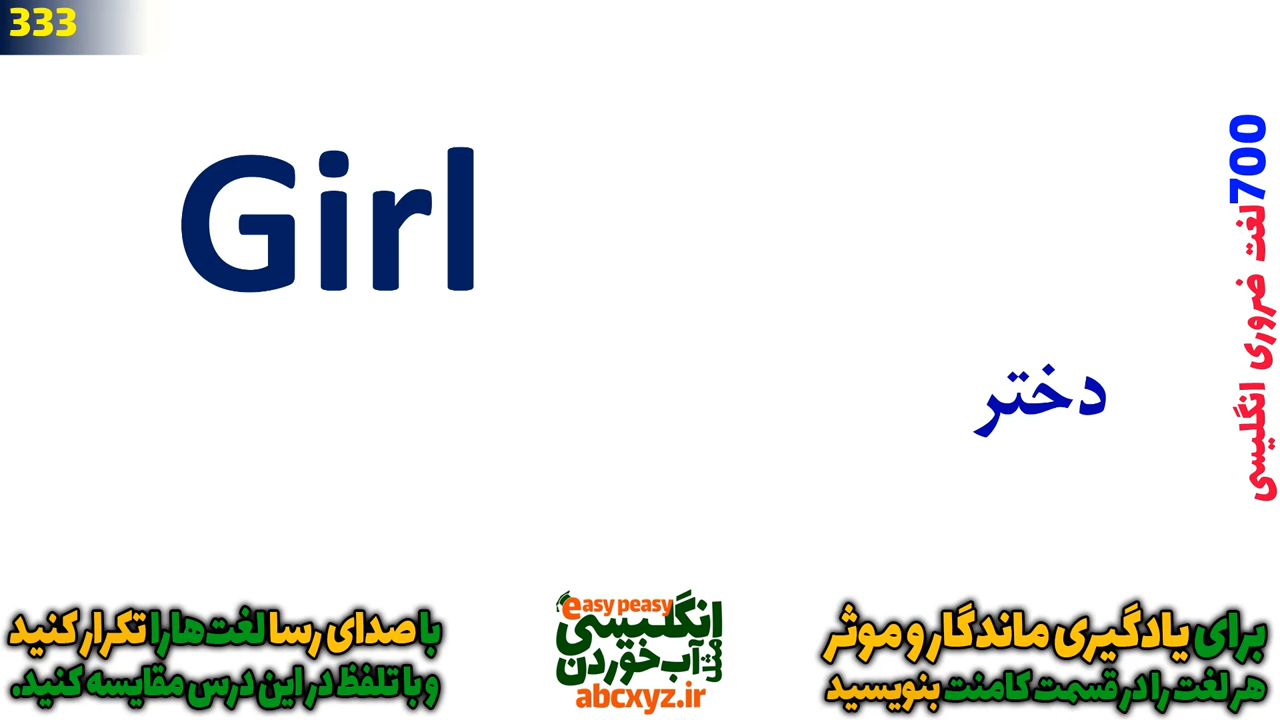 333
Girl
دختر
700 لغت ضروری انگلیسی
برای یادگیری ماندگار و موثر
هر لغت را در قسمت کامنت بنویسید
easy peasy
انگلیسی
مثل آب خوردن
abcxyz.ir
با صدای رسا لغت‌ها را تکرار کنید
و با تلفظ در این درس مقایسه کنید.